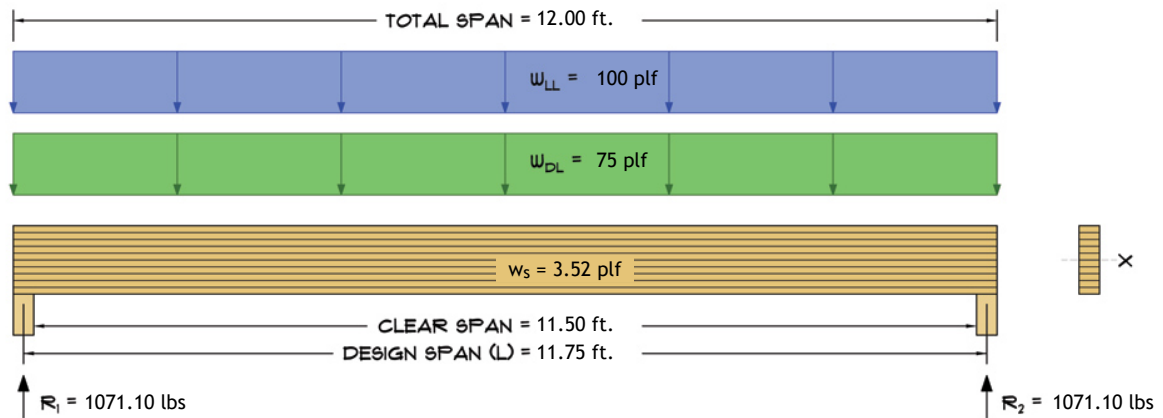 TOTAL SPAN = 12.00 ft.
WLL = 100 plf
WDL = 75 plf
ws = 3.52 plf
X
CLEAR SPAN = 11.50 ft.
DESIGN SPAN (L) = 11.75 ft.
R1 = 1071.10 lbs
R2 = 1071.10 lbs